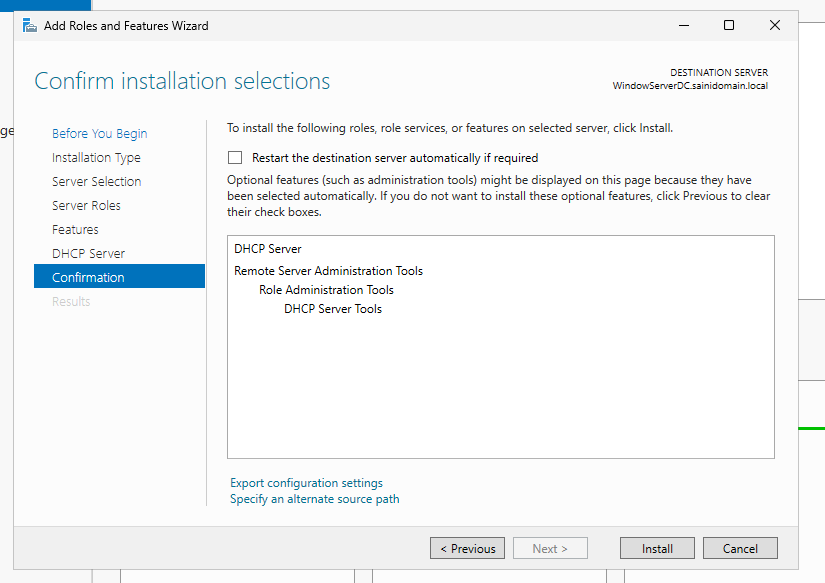 Add Roles and Features Wizard
Confirm installation selections
DESTINATION SERVER
WindowServerDC.sainidomain.local
ge
Before You Begin
Installation Type
Server Selection
Server Roles
Features
DHCP Server
Confirmation
Results
To install the following roles, role services, or features on selected server, click Install.
Restart the destination server automatically if required
Optional features (such as administration tools) might be displayed on this page because they have
been selected automatically. If you do not want to install these optional features, click Previous to clear
their check boxes.
DHCP Server
Remote Server Administration Tools
Role Administration Tools
DHCP Server Tools
Export configuration settings
Specify an alternate source path
< Previous
Next >
Install
Cancel